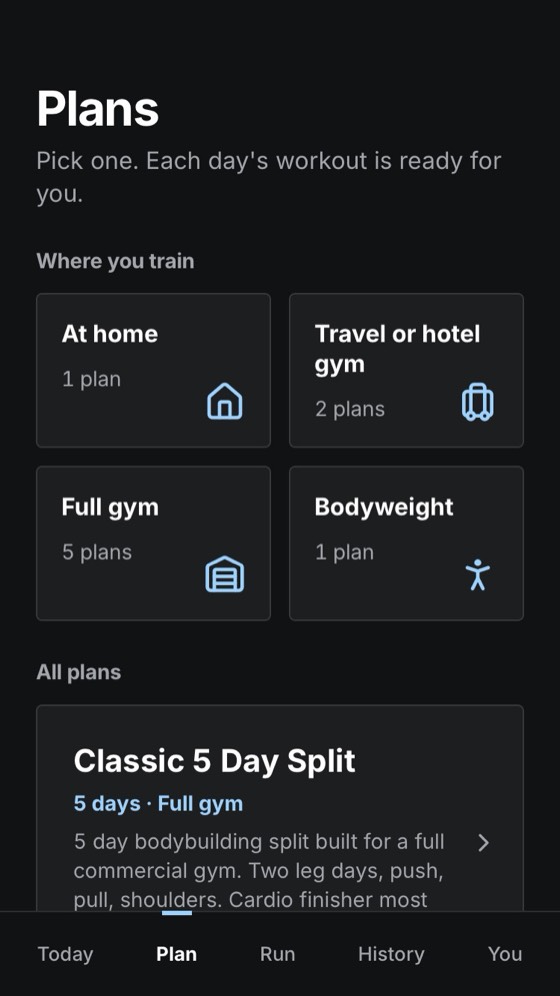 Plans
Pick one. Each day's workout is ready for
you.
Where you train
At home
1 plan
Travel or hotel
gym
2 plans
Full gym
5 plans
Bodyweight
1 plan
All plans
Classic 5 Day Split
5 days · Full gym
5 day bodybuilding split built for a full
commercial gym. Two leg days, push,
pull, shoulders. Cardio finisher most
Today
Plan
Run
History
You